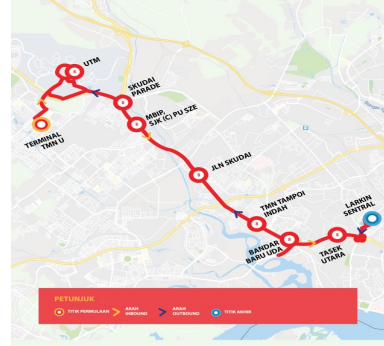 UTM
SKUDAI
PARADE
MBIP,
SJK (C) PU SZE
TERMINAL
TMN U
JLN SKUDAI
TMN TAMPOI
INDAH
LARKIN
SENTRAL
BANDAR
BARU UDA
TASEK
UTARA
PETUNJUK
TITIK PERMULAAN
ARAH
INBOUND
ARAH
OUTBOUND
TITIK AKHIR